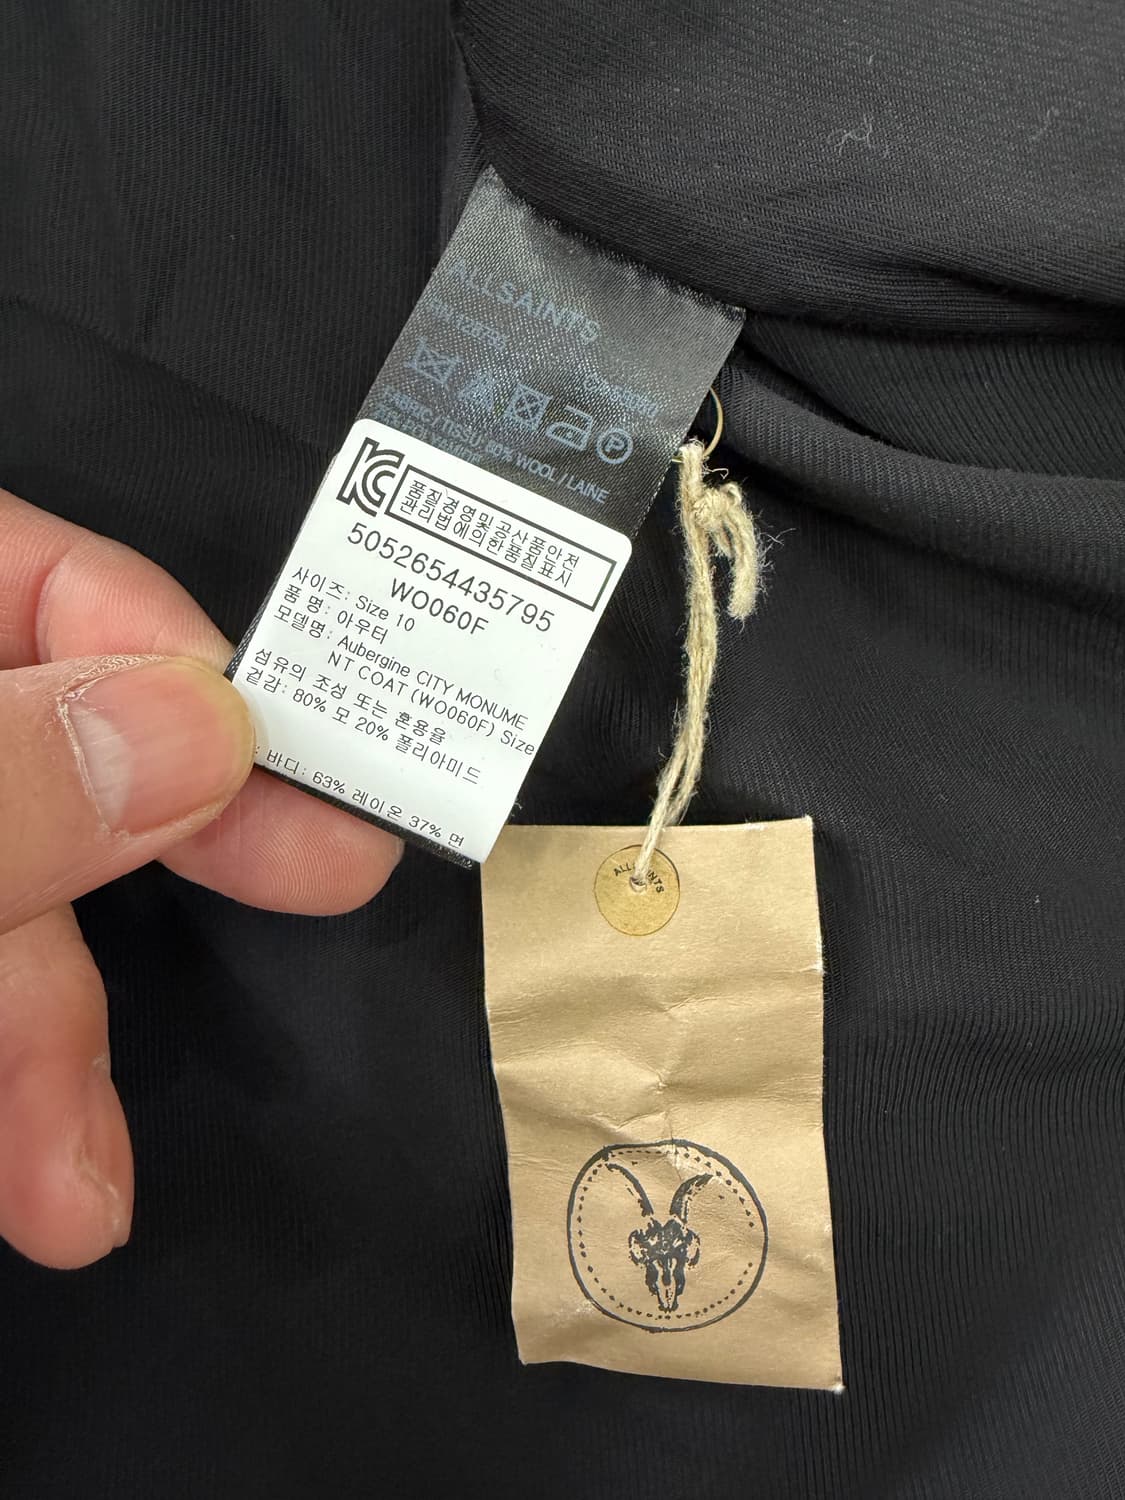 ALLSAINTS
FABRIC / TISSU: 80% WOOL / LAINE
KC
품질경영및공산품안전
관리법에의한품질표시
5052654435795
WO060F
사이즈: Size 10
품 명: 아우터
모델명: Aubergine CITY MONUME
NT COAT (WO060F) Size
섬유의 조성 또는 혼용율
겉감: 80% 모 20% 폴리아미드
: 바디: 63% 레이온 37% 면
P
ALLSAINTS